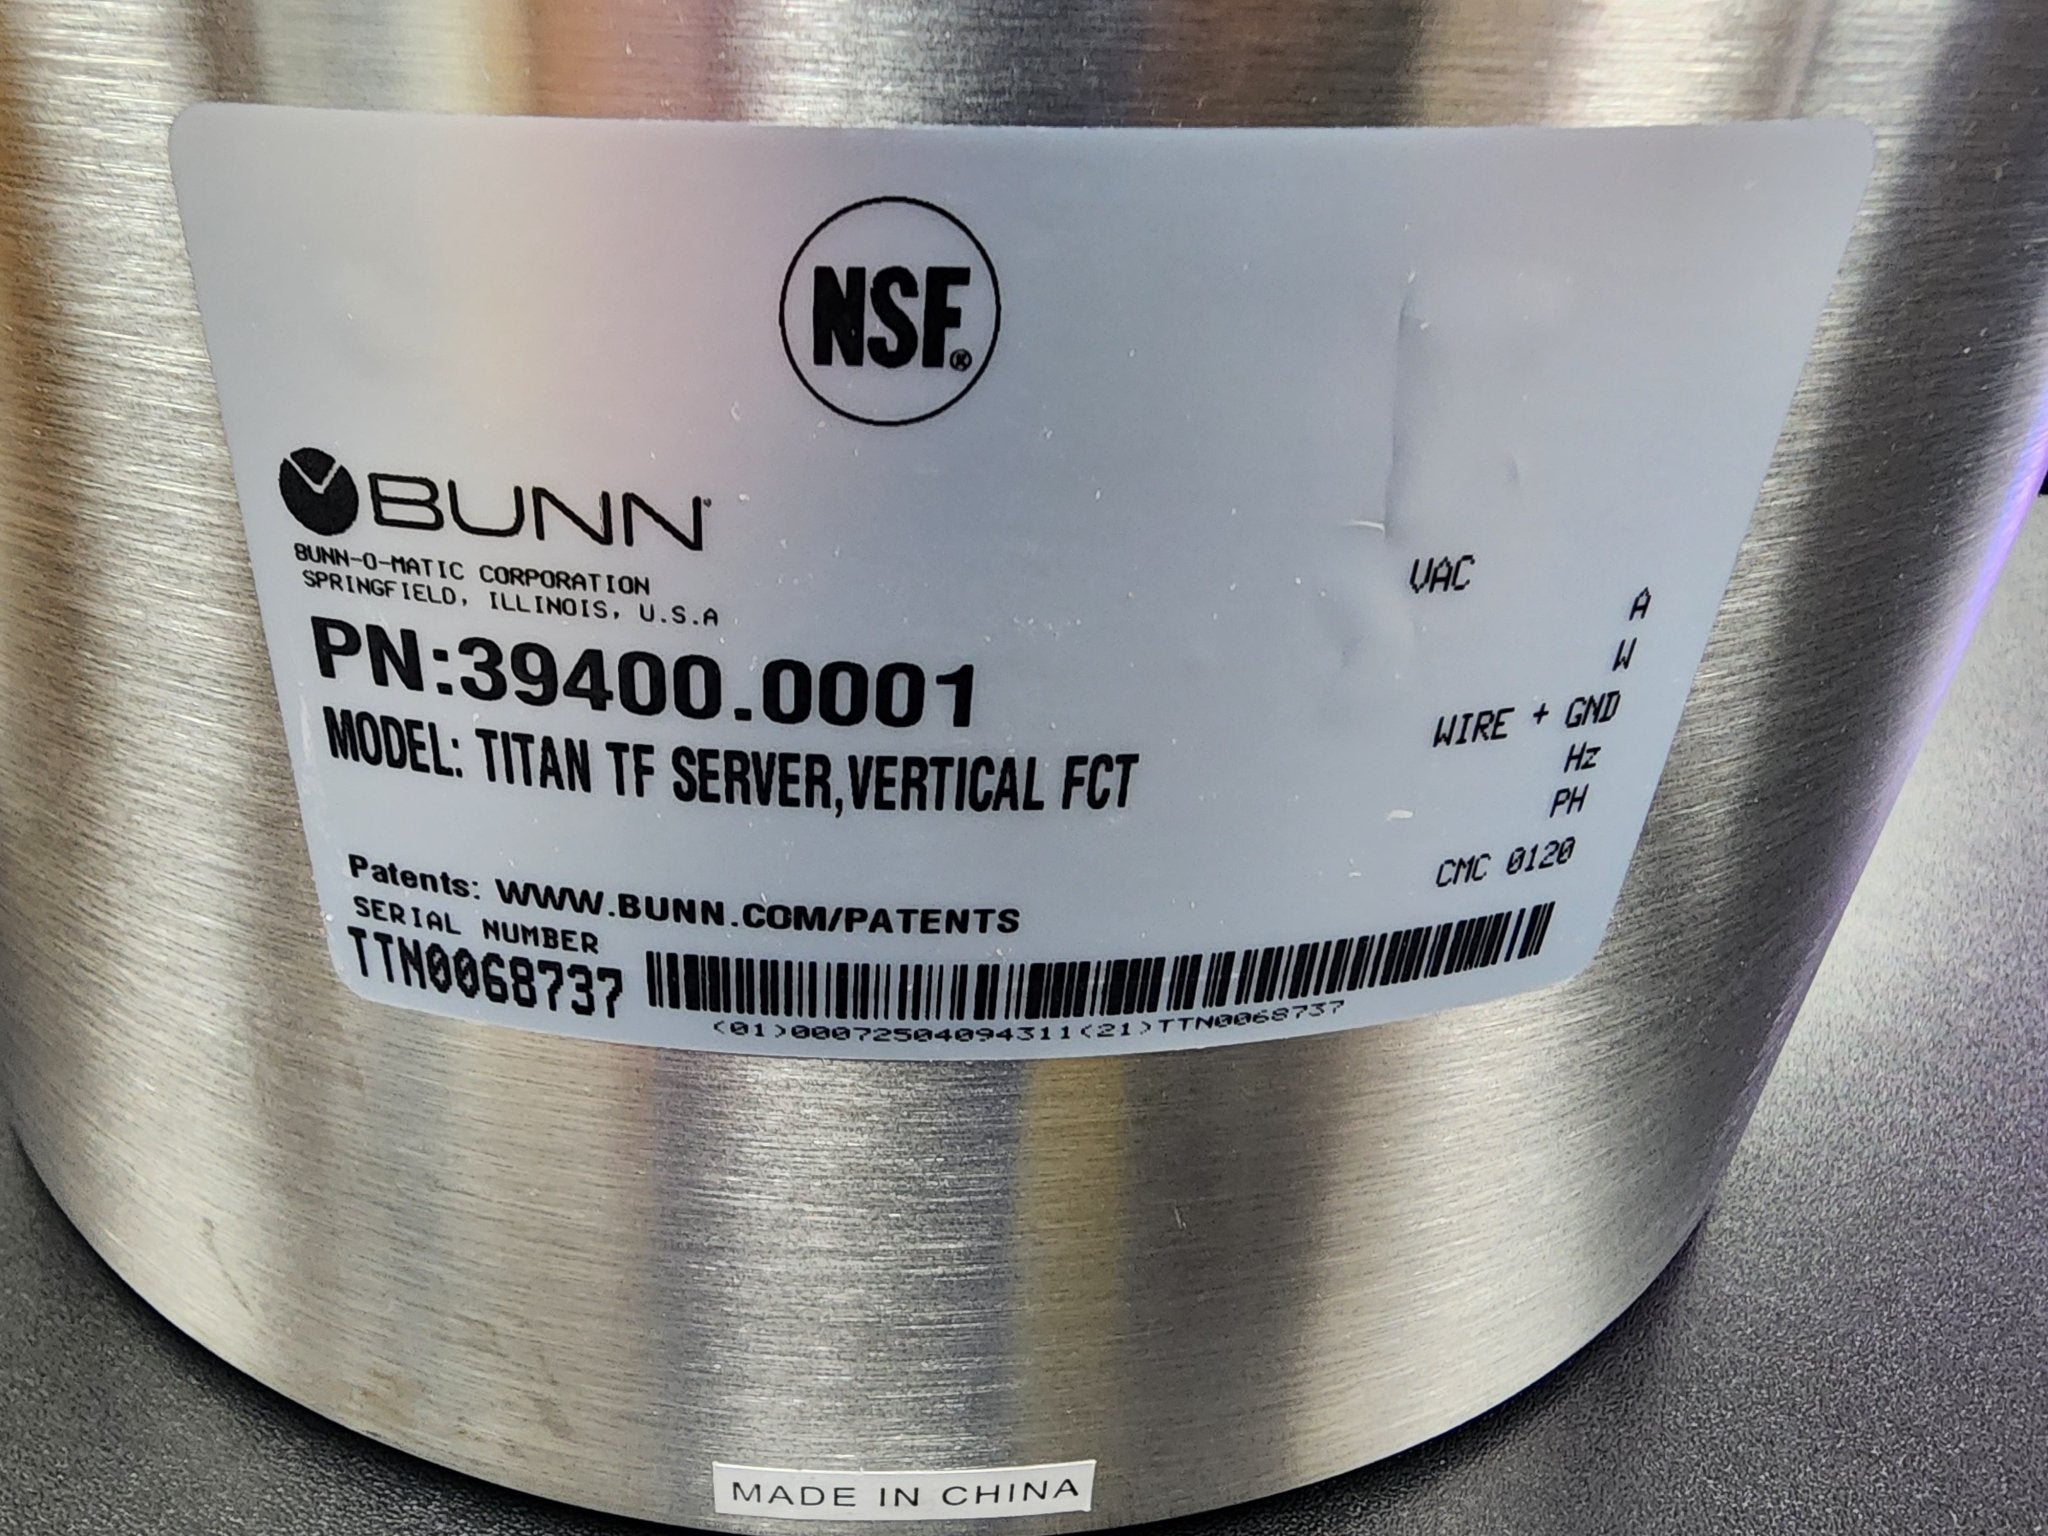 NSF®
BUNN®
BUNN-O-MATIC CORPORATION
SPRINGFIELD, ILLINOIS, U.S.A
PN:39400.0001
MODEL: TITAN TF SERVER,VERTICAL FCT
VAC
A
W
WIRE + GND
Hz
PH
CMC 0120
Patents: WWW.BUNN.COM/PATENTS
SERIAL NUMBER
TTN0068737
(01)00072504094311(21)TTN0068737
MADE IN CHINA